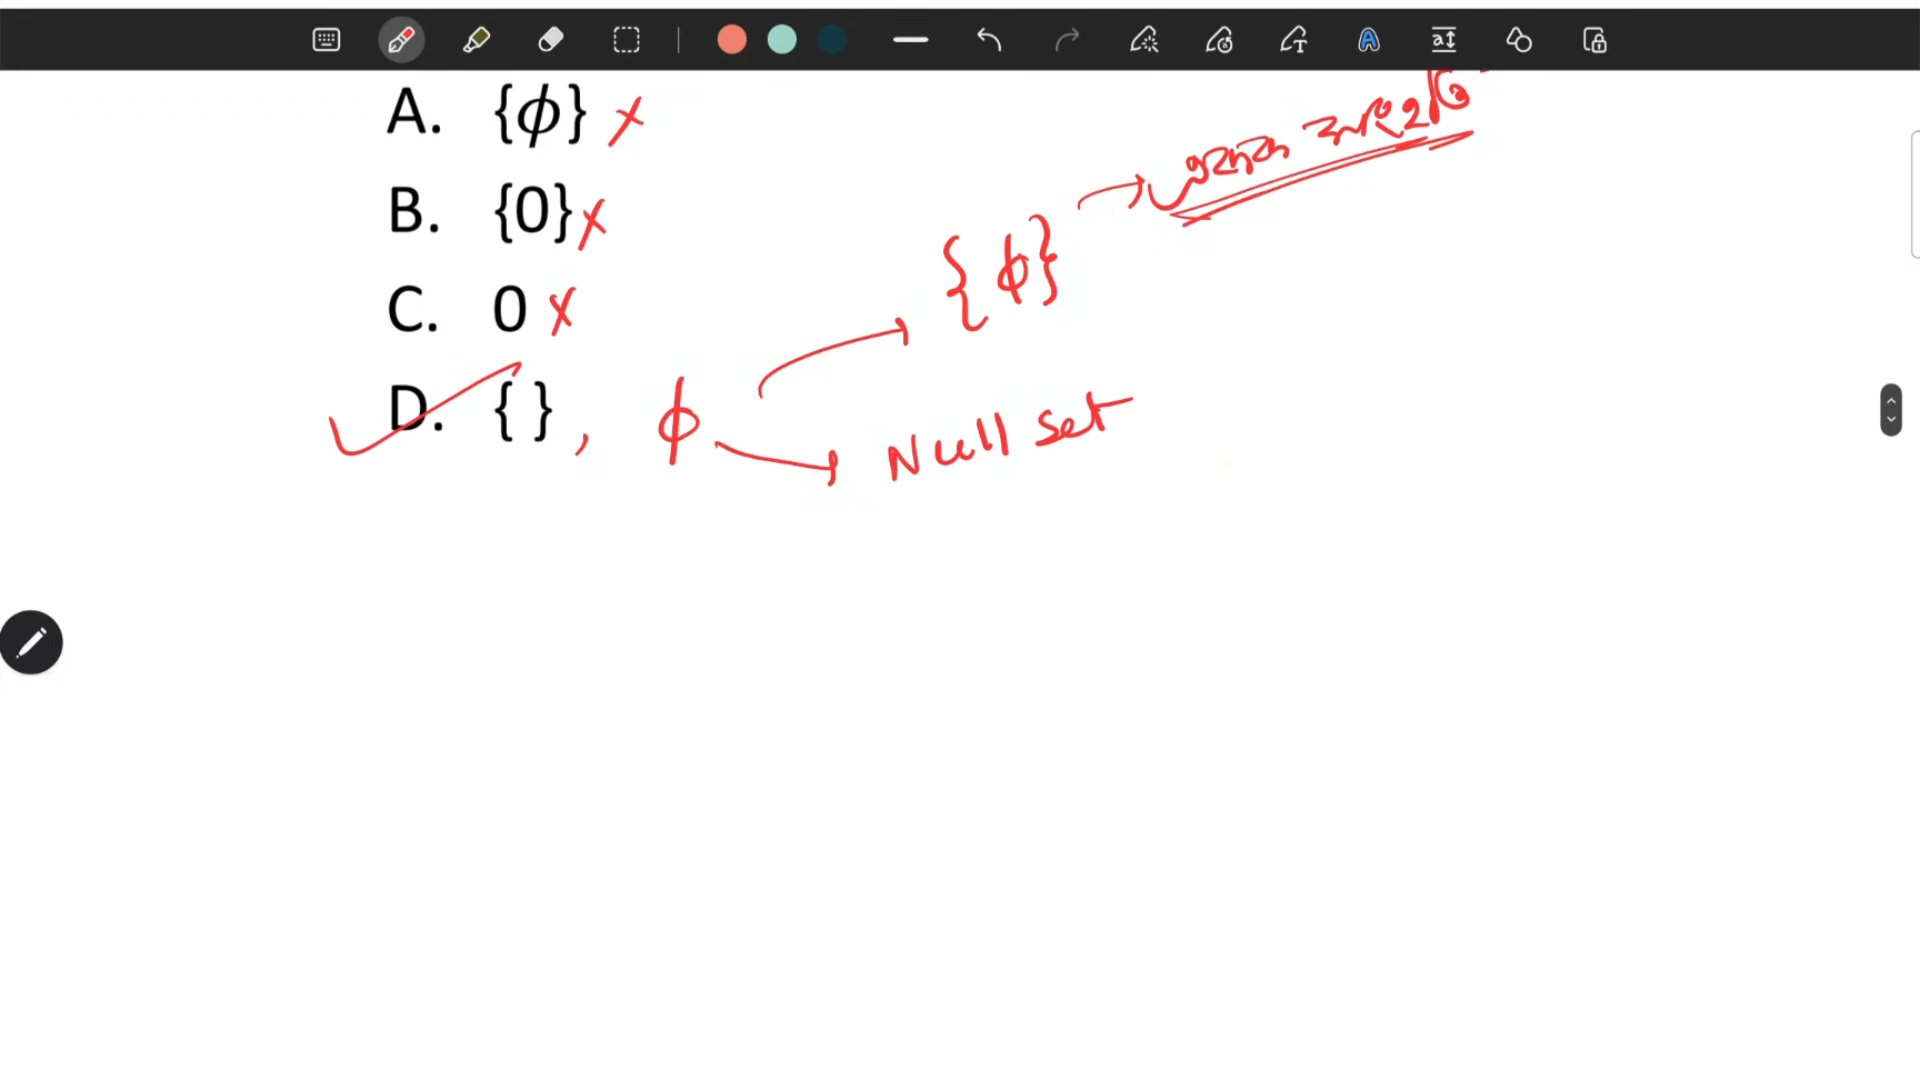 A. {ϕ} ✗
B. {0} ✗
C. 0 ✗
{ϕ}
D. { } , ϕ → Null set